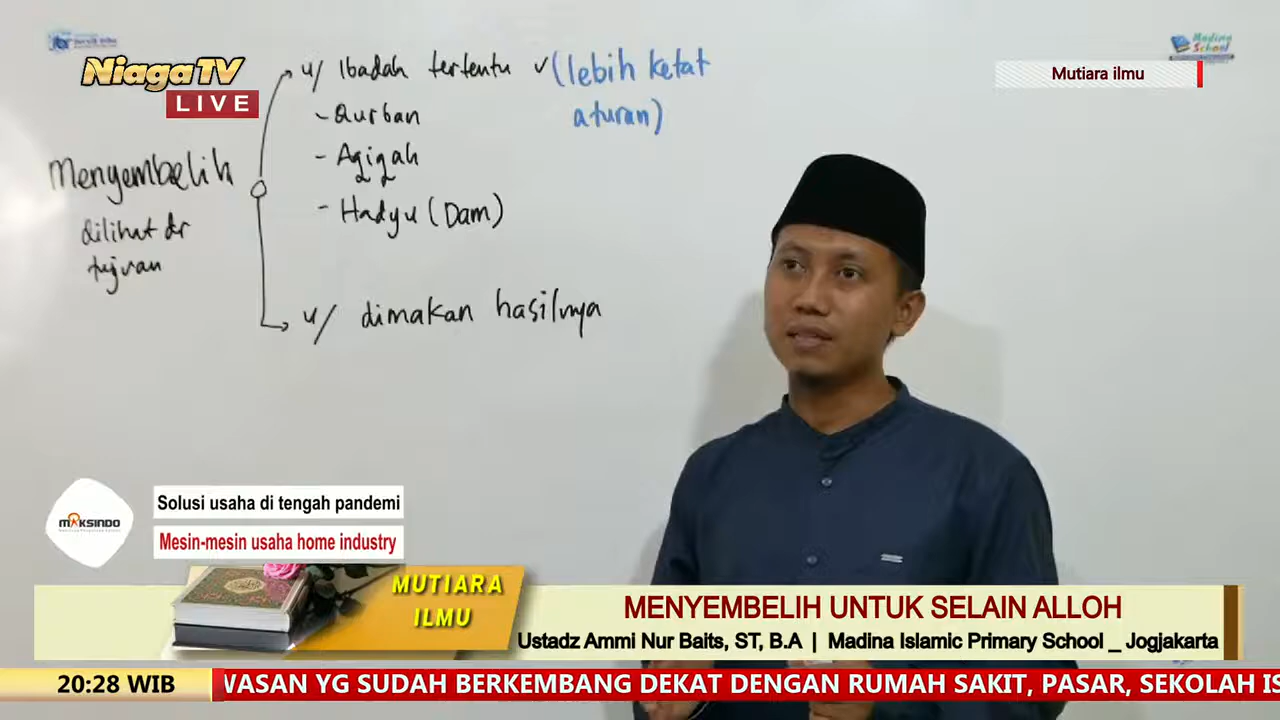 NiagaTV
LIVE
Madina
School
Mutiara ilmu
Menyembelih
dilihat dr
tujuan
u/ Ibadah tertentu ✓ (lebih ketat
aturan)
- Qurban
- Aqiqah
- Hadyu (Dam)
u/ dimakan hasilnya
MAKSINDO
Solusi usaha di tengah pandemi
Mesin-mesin usaha home industry
MUTIARA
ILMU
MENYEMBELIH UNTUK SELAIN ALLOH
Ustadz Ammi Nur Baits, ST, B.A | Madina Islamic Primary School _ Jogjakarta
20:28 WIB
WASAN YG SUDAH BERKEMBANG DEKAT DENGAN RUMAH SAKIT, PASAR, SEKOLAH IS